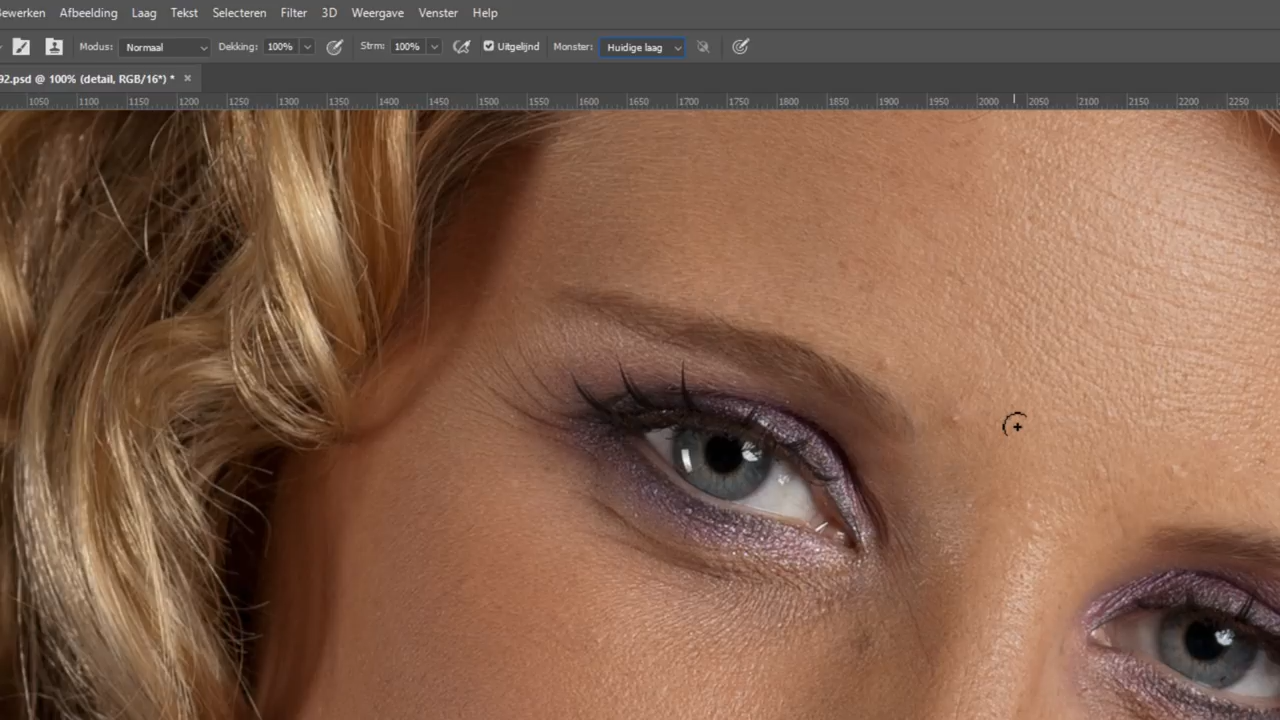 Bewerken Afbeelding Laag Tekst Selecteren Filter 3D Weergave Venster Help
Modus: Normaal Dekking: 100% Strm: 100% Uitgelijnd Monster: Huidige laag
92.psd @ 100% (detail, RGB/16*) * ×
1050 1100 1150 1200 1250 1300 1350 1400 1450 1500 1550 1600 1650 1700 1750 1800 1850 1900 1950 2000 2050 2100 2150 2200 2250